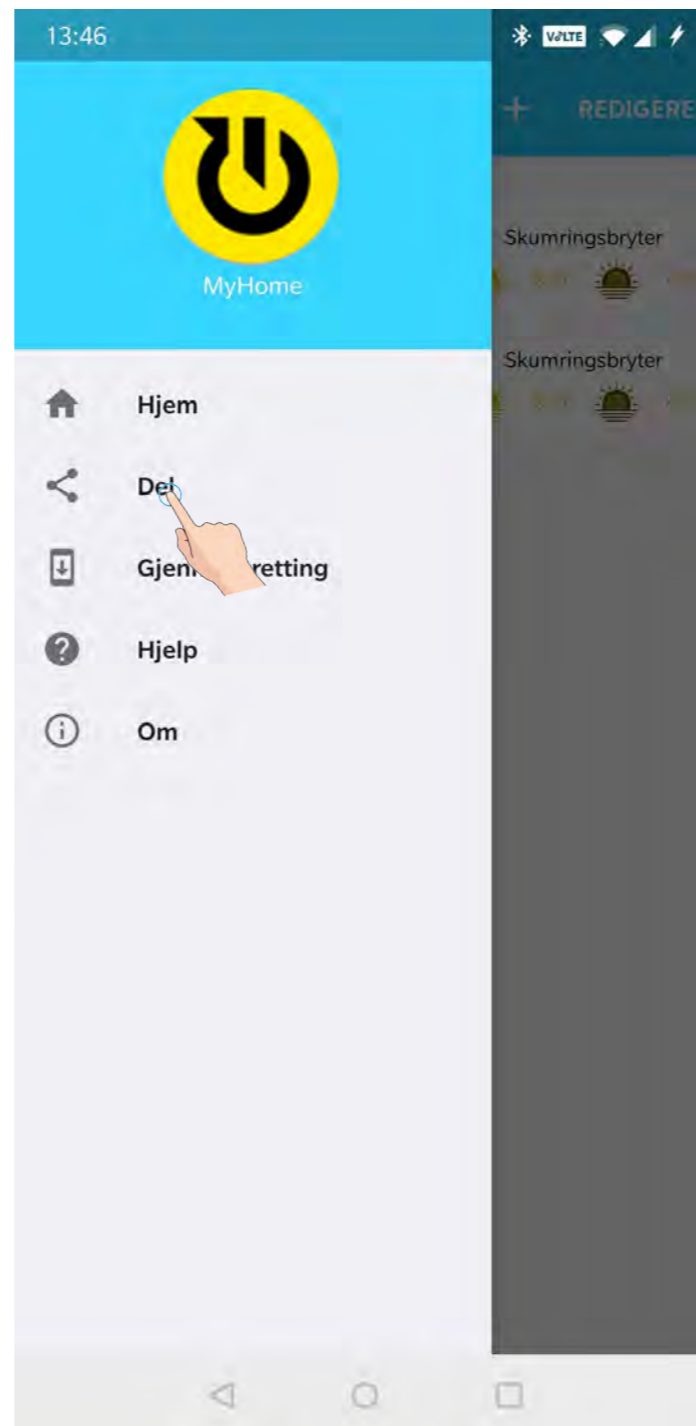 13:46
VoLTE
+ REDIGERE
MyHome
Skumringsbryter
Skumringsbryter
Hjem
Del
Hjelp
Om